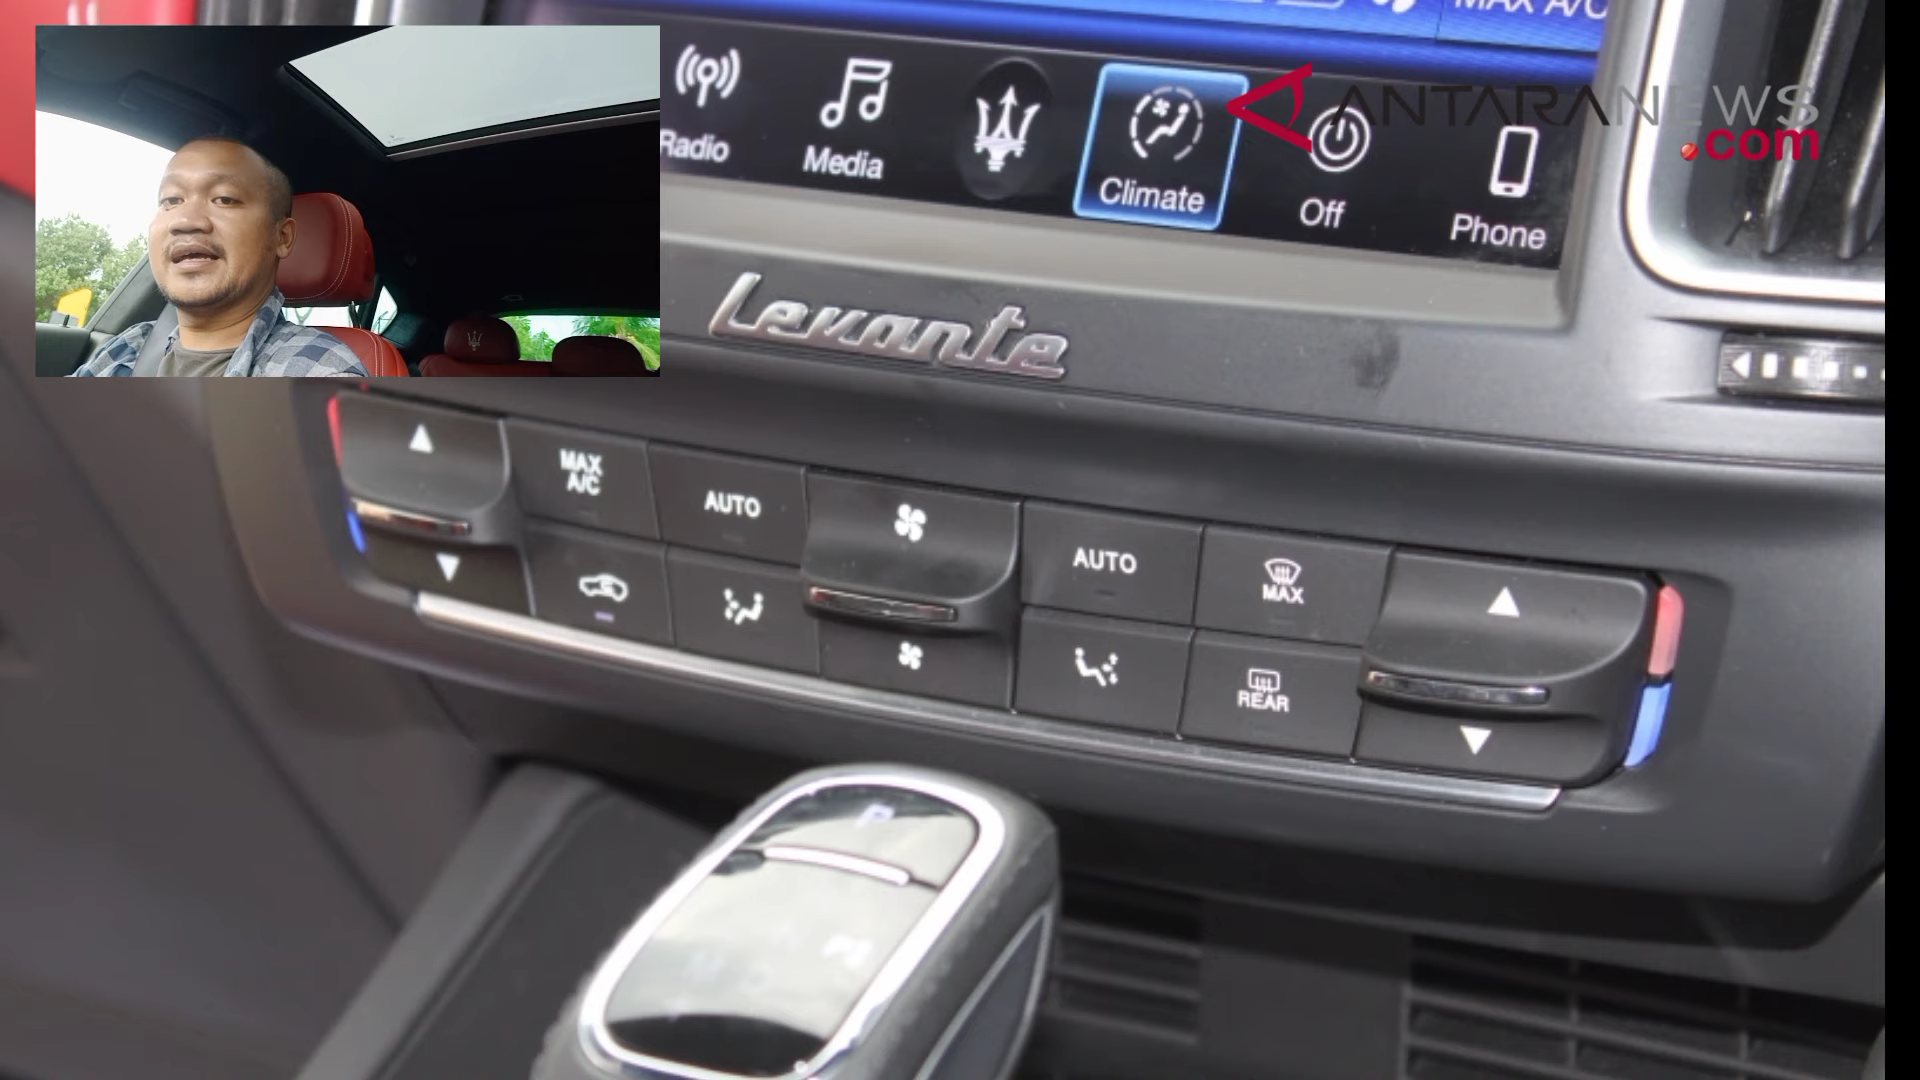 MAX A/C
Radio
Media
Climate
Off
Phone
ANTARANEWS
.com
Levante
MAX
A/C
AUTO
AUTO
MAX
REAR
P